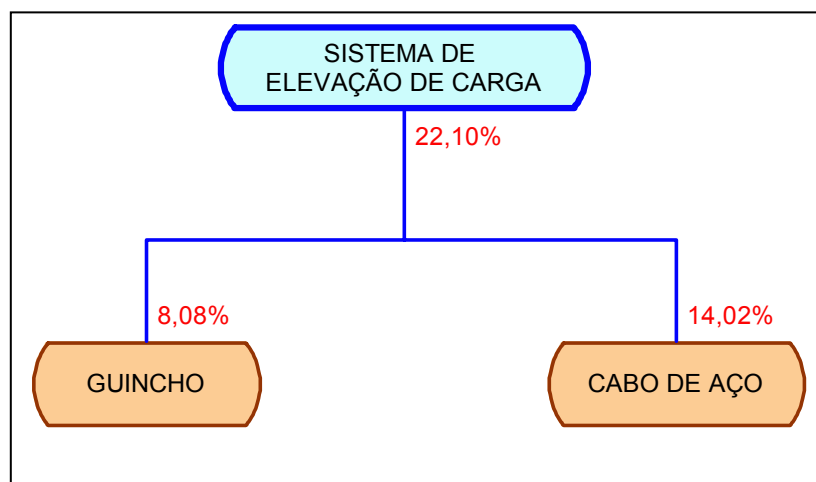 SISTEMA DE
ELEVAÇÃO DE CARGA
22,10%
8,08%
14,02%
GUINCHO
CABO DE AÇO